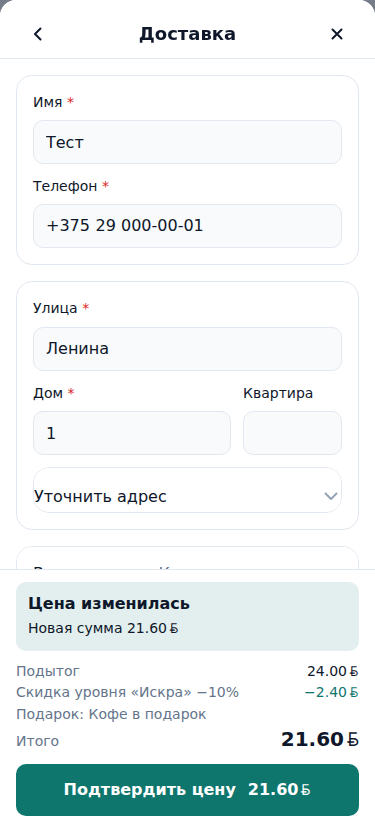 Доставка
Имя *
Тест
Телефон *
+375 29 000-00-01
Улица *
Ленина
Дом *
Квартира
1
Уточнить адрес
Цена изменилась
Новая сумма 21.60 Ƃ
Подытог 24.00 Ƃ
Скидка уровня «Искра» −10% −2.40 Ƃ
Подарок: Кофе в подарок
Итого 21.60 Ƃ
Подтвердить цену 21.60 Ƃ